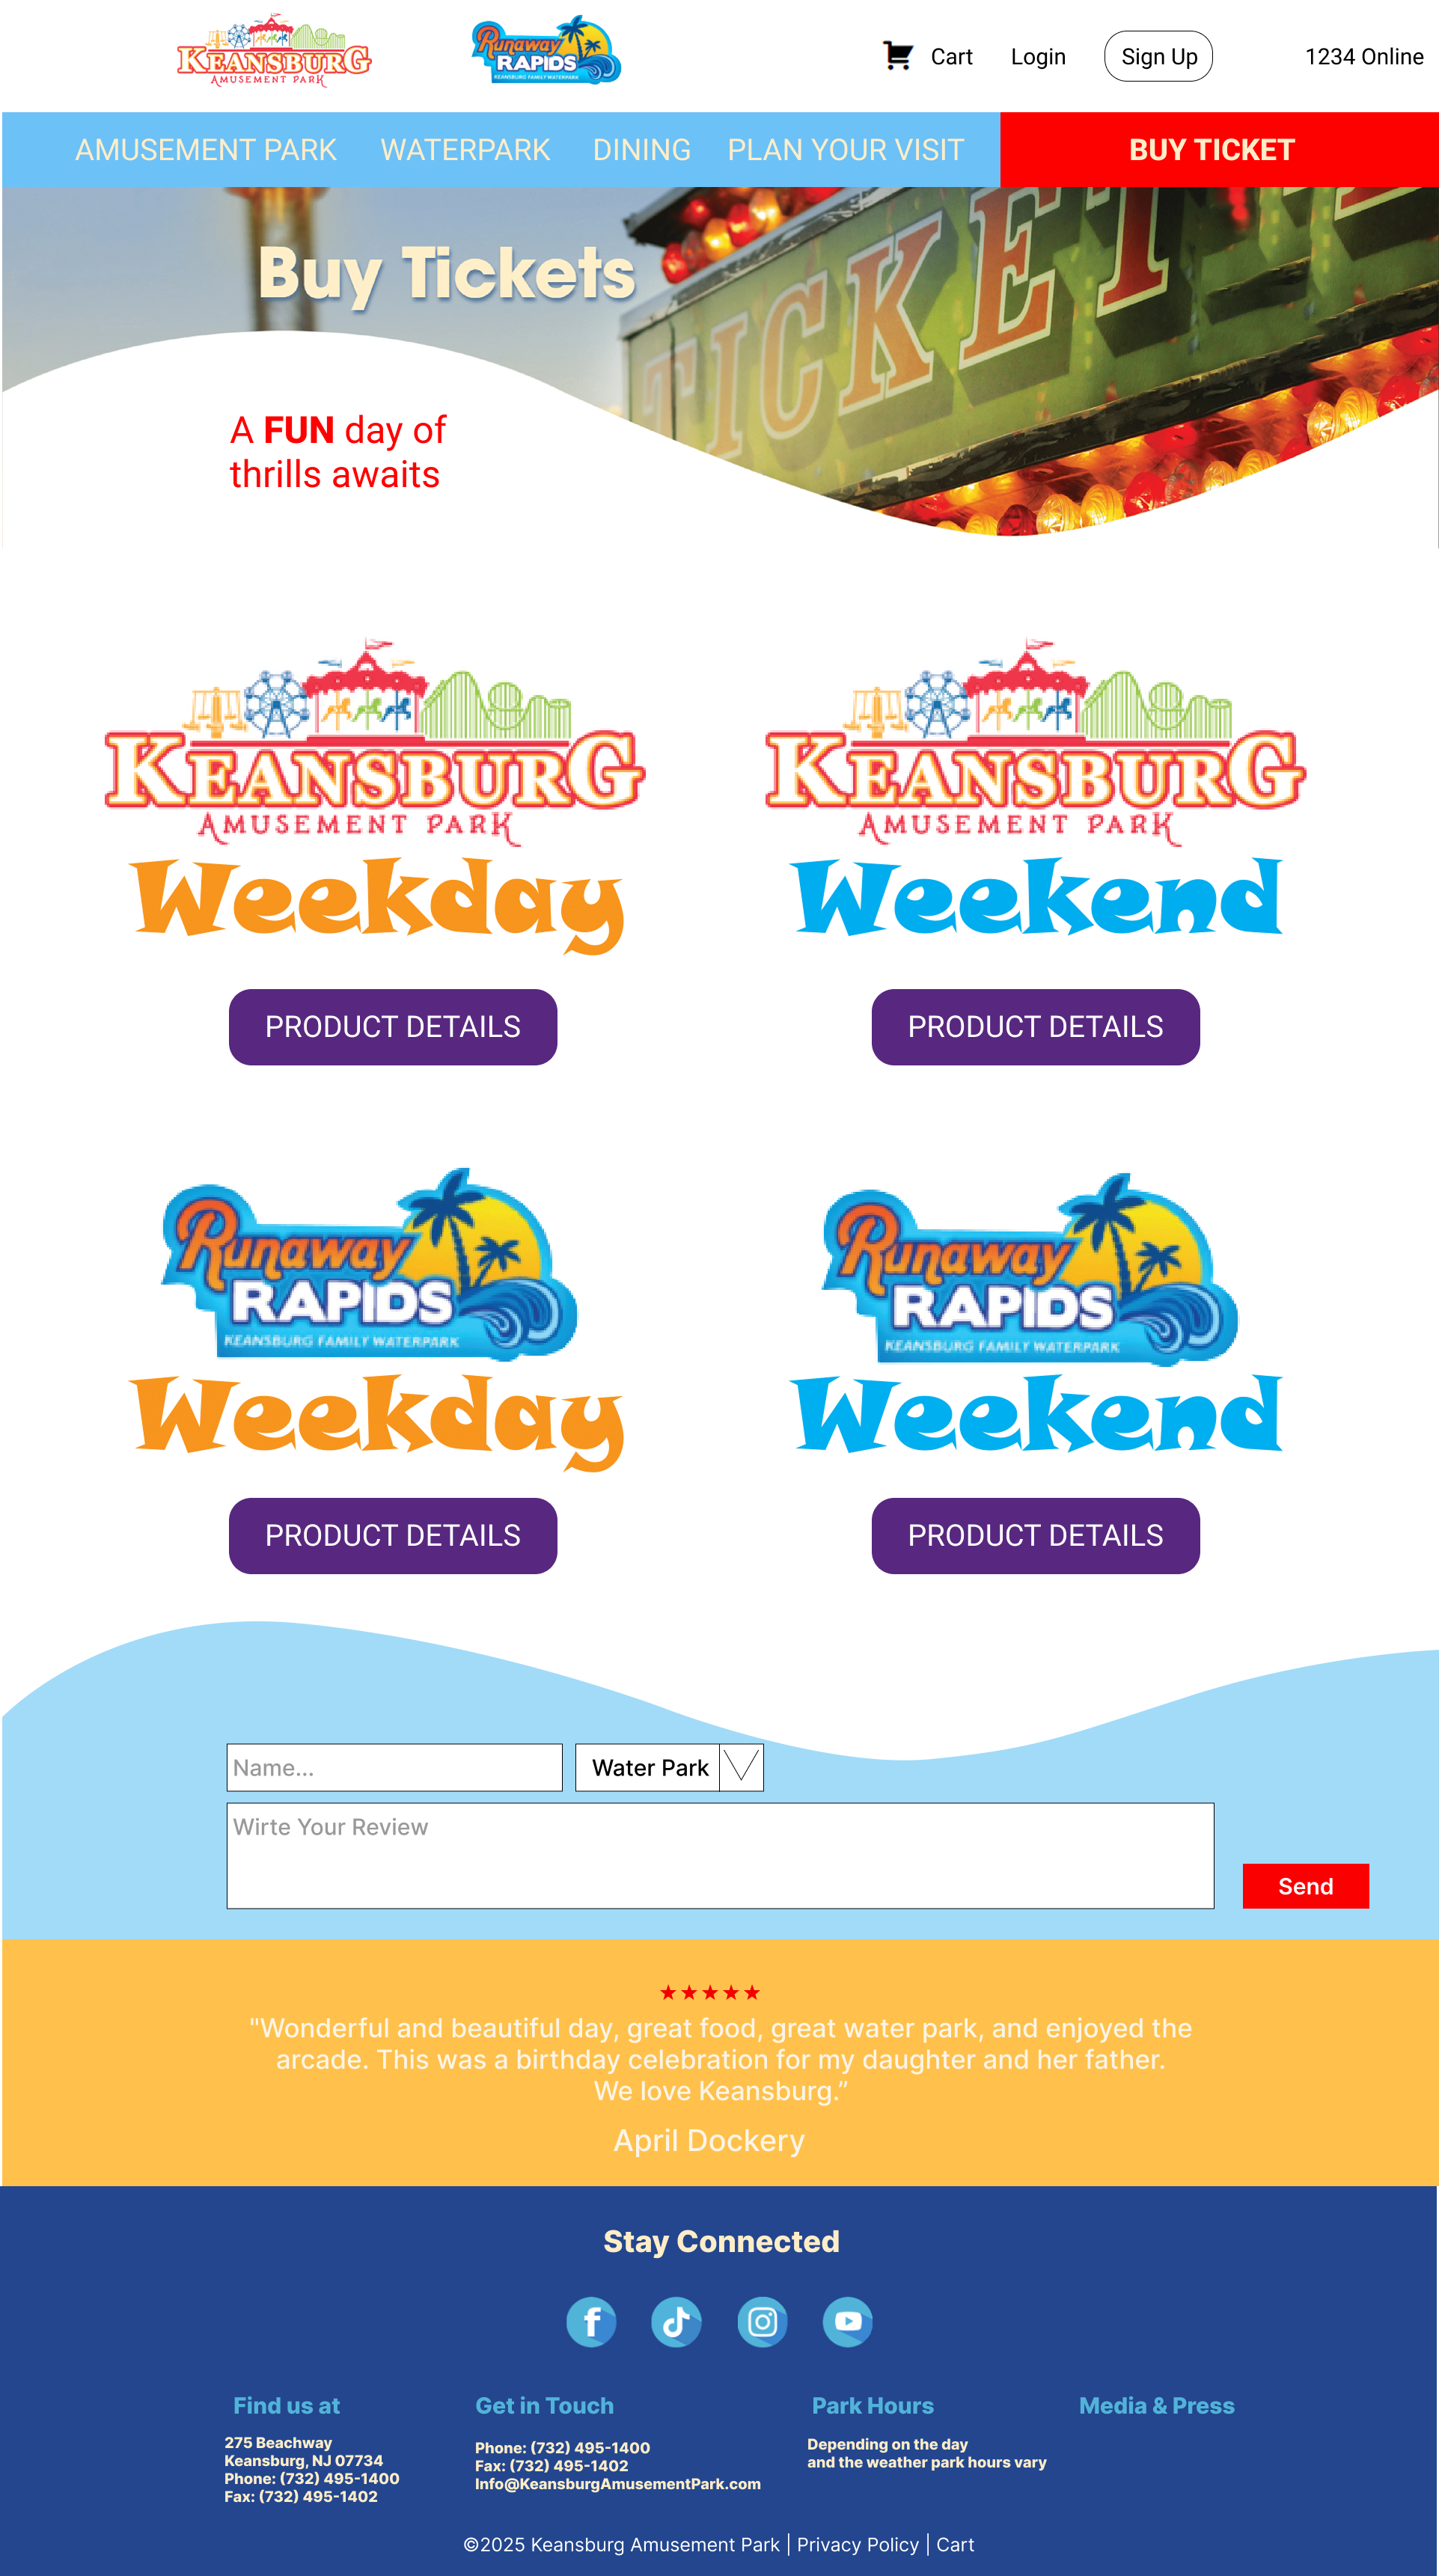 KEANSBURG
AMUSEMENT PARK
Runaway
RAPIDS
KEANSBURG FAMILY WATERPARK
Cart
Login
Sign Up
1234 Online
AMUSEMENT PARK
WATERPARK
DINING
PLAN YOUR VISIT
BUY TICKET
Buy Tickets
TICKET
A FUN day of
thrills awaits
KEANSBURG
AMUSEMENT PARK
Weekday
PRODUCT DETAILS
KEANSBURG
AMUSEMENT PARK
Weekend
PRODUCT DETAILS
Runaway
RAPIDS
KEANSBURG FAMILY WATERPARK
Weekday
PRODUCT DETAILS
Runaway
RAPIDS
KEANSBURG FAMILY WATERPARK
Weekend
PRODUCT DETAILS
Name...
Water Park
Wirte Your Review
Send
"Wonderful and beautiful day, great food, great water park, and enjoyed the
arcade. This was a birthday celebration for my daughter and her father.
We love Keansburg.”
April Dockery
Stay Connected
Find us at
275 Beachway
Keansburg, NJ 07734
Phone: (732) 495-1400
Fax: (732) 495-1402
Get in Touch
Phone: (732) 495-1400
Fax: (732) 495-1402
Info@KeansburgAmusementPark.com
Park Hours
Depending on the day
and the weather park hours vary
Media & Press
©2025 Keansburg Amusement Park | Privacy Policy | Cart